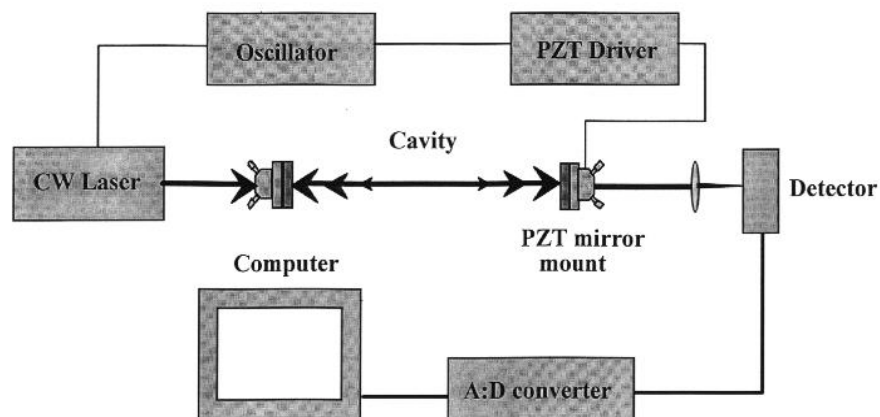 Oscillator
PZT Driver
Cavity
CW Laser
Detector
PZT mirror
mount
Computer
A:D converter